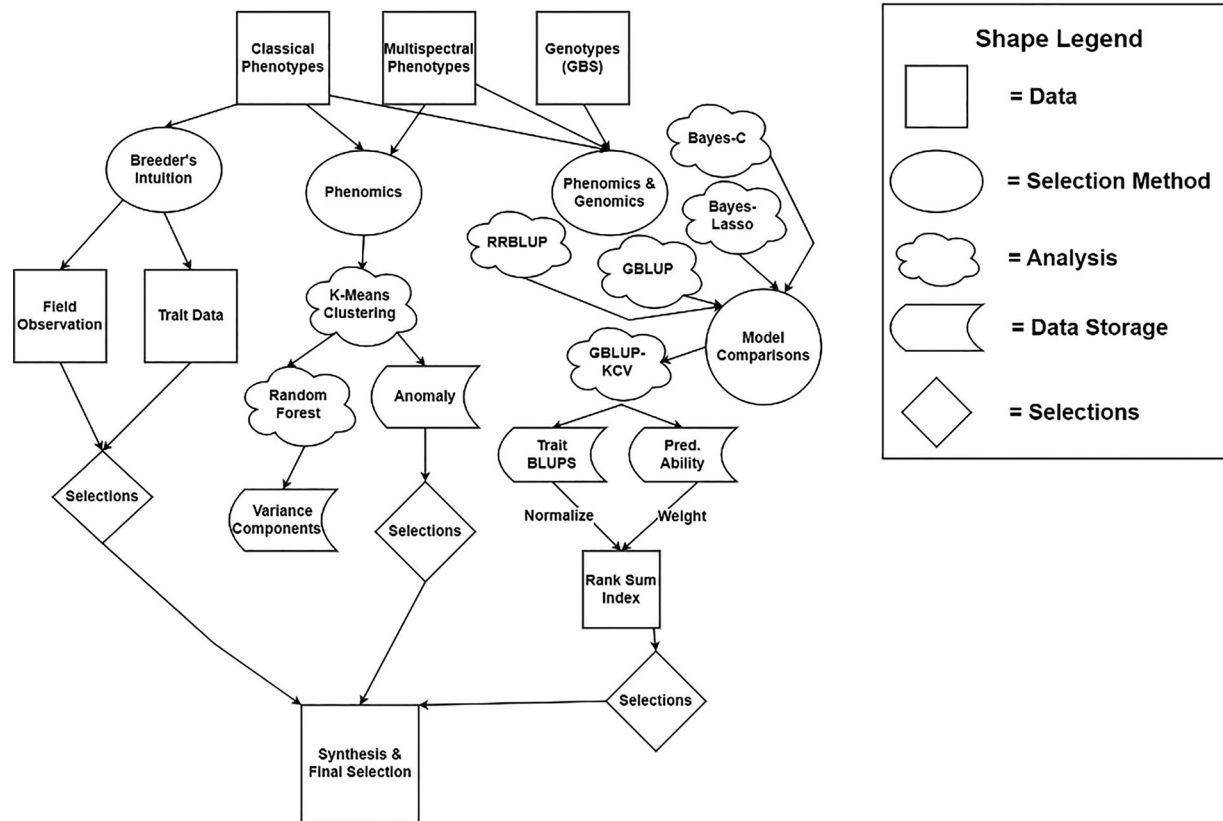 Classical
Phenotypes
Multispectral
Phenotypes
Genotypes
(GBS)
Breeder's
Intuition
Phenomics
Phenomics &
Genomics
Bayes-C
Bayes-
Lasso
RRBLUP
GBLUP
Field
Observation
Trait Data
K-Means
Clustering
Model
Comparisons
GBLUP-
KCV
Random
Forest
Anomaly
Trait
BLUPS
Pred.
Ability
Selections
Variance
Components
Selections
Normalize
Weight
Rank Sum
Index
Selections
Synthesis &
Final Selection
Shape Legend
= Data
= Selection Method
= Analysis
= Data Storage
= Selections